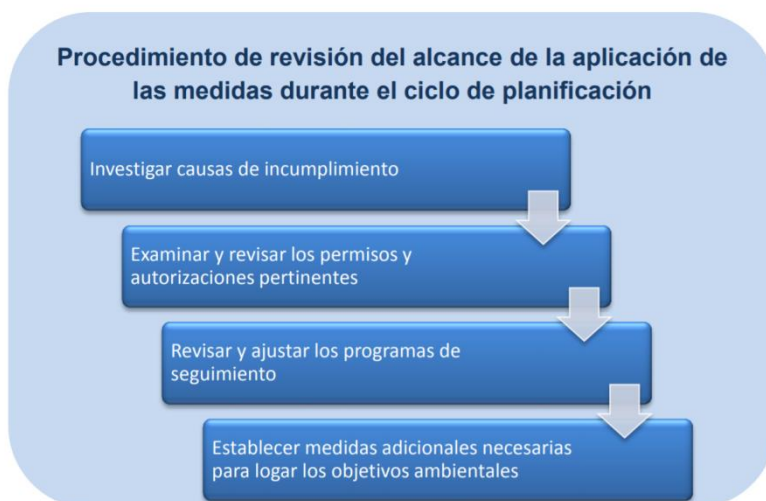 Procedimiento de revisión del alcance de la aplicación de
las medidas durante el ciclo de planificación
Investigar causas de incumplimiento
Examinar y revisar los permisos y
autorizaciones pertinentes
Revisar y ajustar los programas de
seguimiento
Establecer medidas adicionales necesarias
para logar los objetivos ambientales